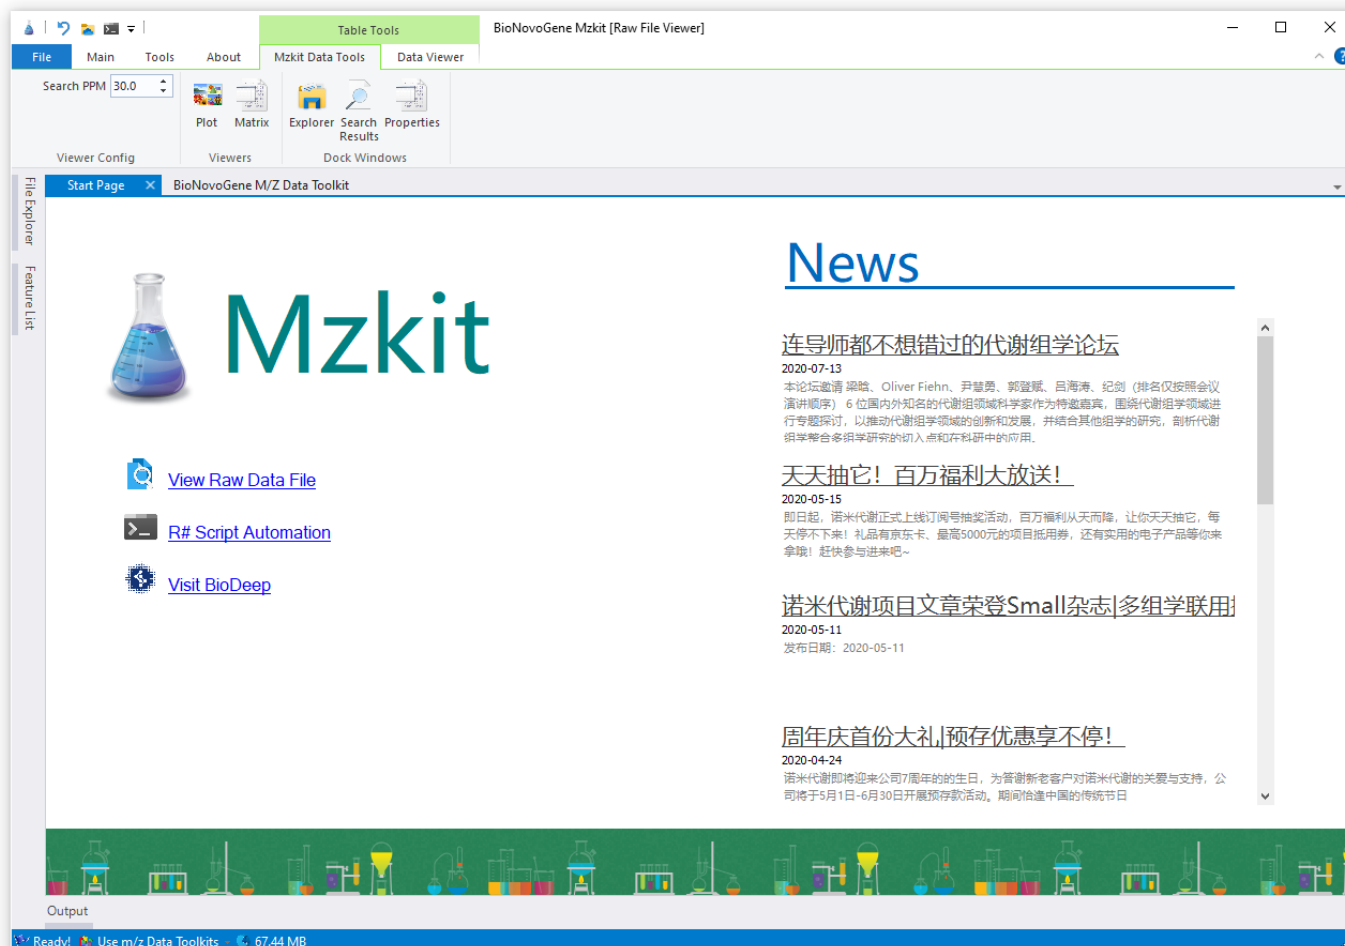 Table Tools
BioNovoGene Mzkit [Raw File Viewer]
File Main Tools About Mzkit Data Tools Data Viewer
Search PPM 30.0
Plot Matrix Explorer Search Results Properties
Viewer Config Viewers Dock Windows
File Explorer
Feature List
Start Page BioNovoGene M/Z Data Toolkit
Mzkit
View Raw Data File
R# Script Automation
Visit BioDeep
News
连导师都不想错过的代谢组学论坛
2020-07-13
本论坛邀请 梁晗、Oliver Fiehn、尹慧勇、郭登赋、吕海涛、纪剑（排名仅按照会议
演讲顺序） 6 位国内外知名的代谢组领域科学家作为特邀嘉宾，围绕代谢组学领域进
行专题探讨，以推动代谢组学领域的创新和发展，并结合其他组学的研究，剖析代谢
组学整合多组学研究的切入点和在科研中的应用。
天天抽它！百万福利大放送！
2020-05-15
即日起，诺米代谢正式上线订阅号抽奖活动，百万福利从天而降，让你天天抽它，每
天停不下来！礼品有京东卡、最高5000元的项目抵用券，还有实用的电子产品等你来
拿哦！赶快参与进来吧~
诺米代谢项目文章荣登Small杂志|多组学联用
2020-05-11
发布日期：2020-05-11
周年庆首份大礼|预存优惠享不停！
2020-04-24
诺米代谢即将迎来公司7周年的的生日，为答谢新老客户对诺米代谢的关爱与支持，公
司将于5月1日-6月30日开展预存款活动。期间恰逢中国的传统节日
Output
Ready! Use m/z Data Toolkits - 67.44 MB